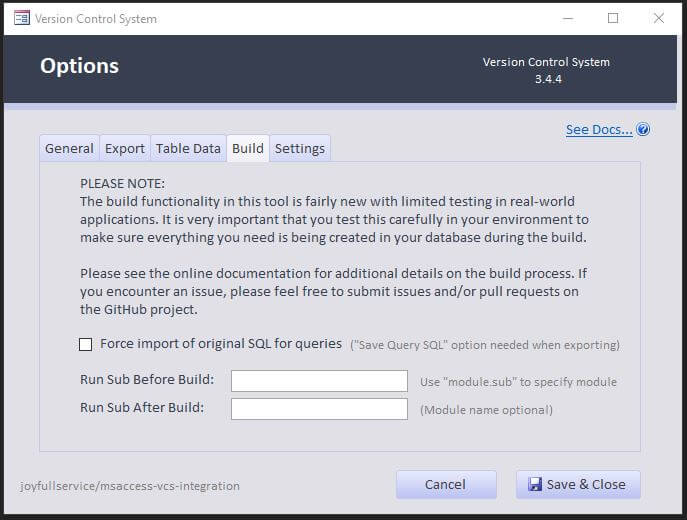 Version Control System
Options
Version Control System
3.4.4
See Docs...
General Export Table Data Build Settings
PLEASE NOTE:
The build functionality in this tool is fairly new with limited testing in real-world
applications. It is very important that you test this carefully in your environment to
make sure everything you need is being created in your database during the build.
Please see the online documentation for additional details on the build process. If
you encounter an issue, please feel free to submit issues and/or pull requests on
the GitHub project.
Force import of original SQL for queries ("Save Query SQL" option needed when exporting)
Run Sub Before Build: Use "module.sub" to specify module
Run Sub After Build: (Module name optional)
joyfullservice/msaccess-vcs-integration Cancel Save & Close